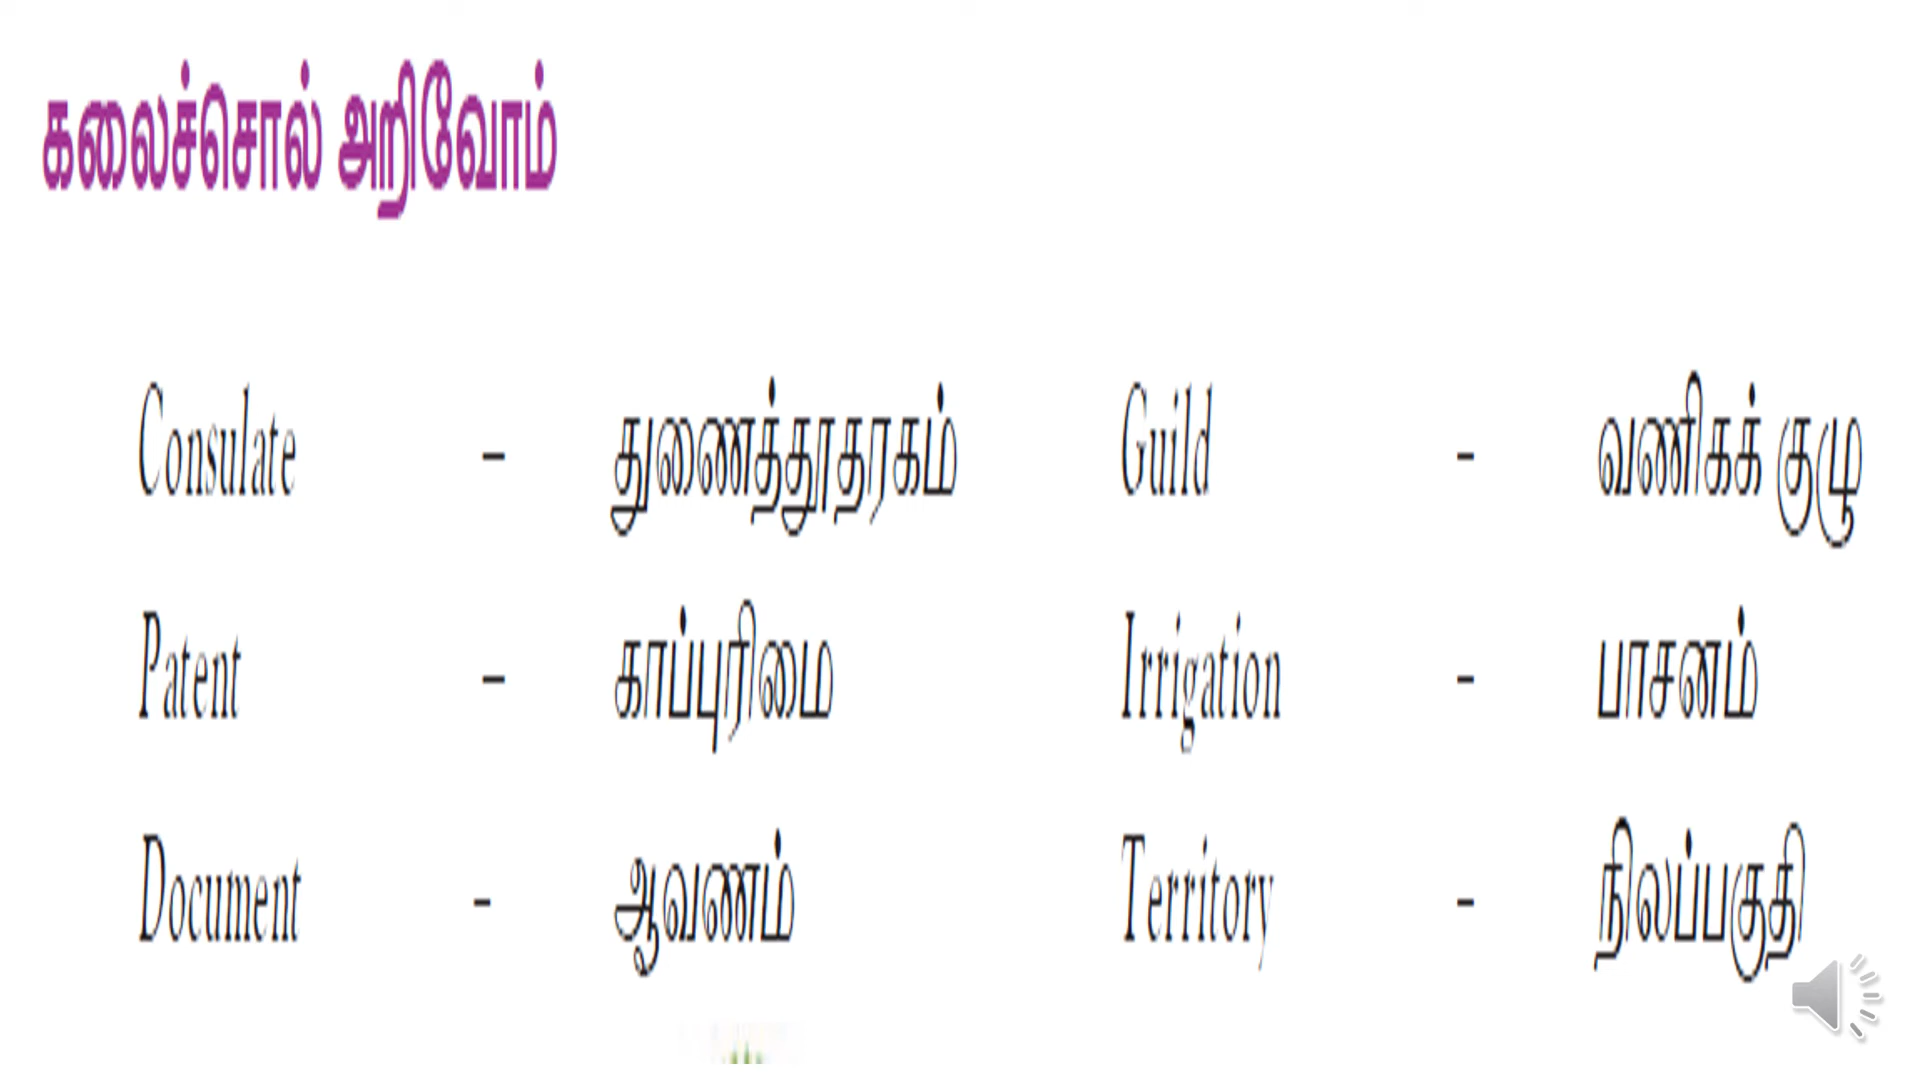 கலைச்சொல் அறிவோம்
Consulate – துணைத்தூதரகம் Guild – வணிகக் குழு
Patent – காப்புரிமை Irrigation – பாசனம்
Document – ஆவணம் Territory – நிலப்பகுதி